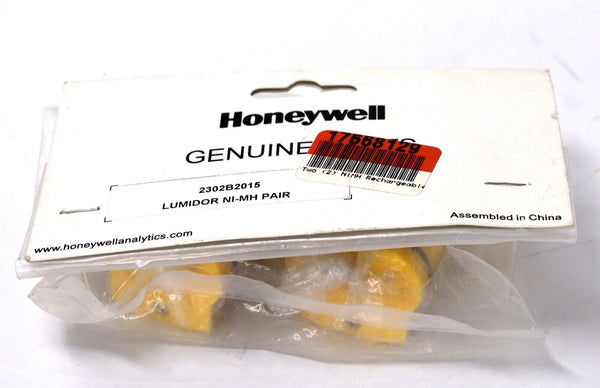 Honeywell
GENUINE
17668129
Two (2) NiMH Rechargeable
2302B2015
LUMIDOR NI-MH PAIR
www.honeywellanalytics.com
Assembled in China